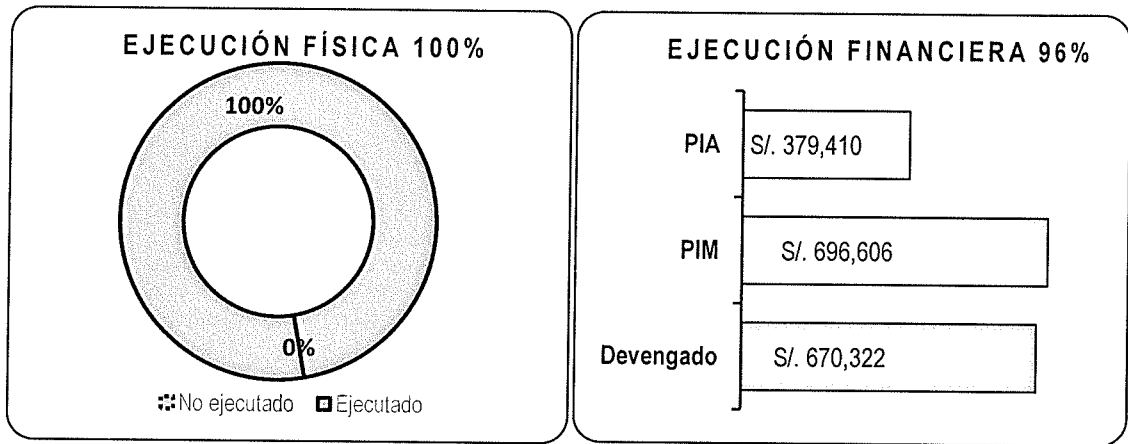 EJECUCIÓN FÍSICA 100%
100%
0%
No ejecutado Ejecutado
EJECUCIÓN FINANCIERA 96%
PIA S/. 379,410
PIM S/. 696,606
Devengado S/. 670,322